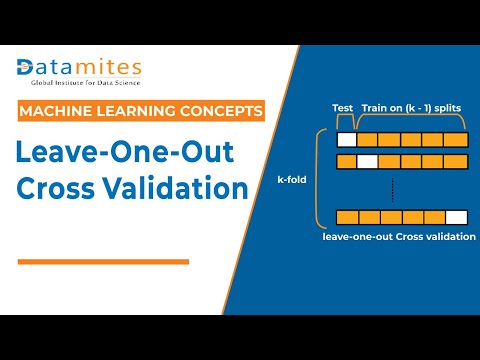 Datamites
Global Institute for Data Science
MACHINE LEARNING CONCEPTS
Leave-One-Out
Cross Validation
Test
Train on (k - 1) splits
k-fold
leave-one-out Cross validation